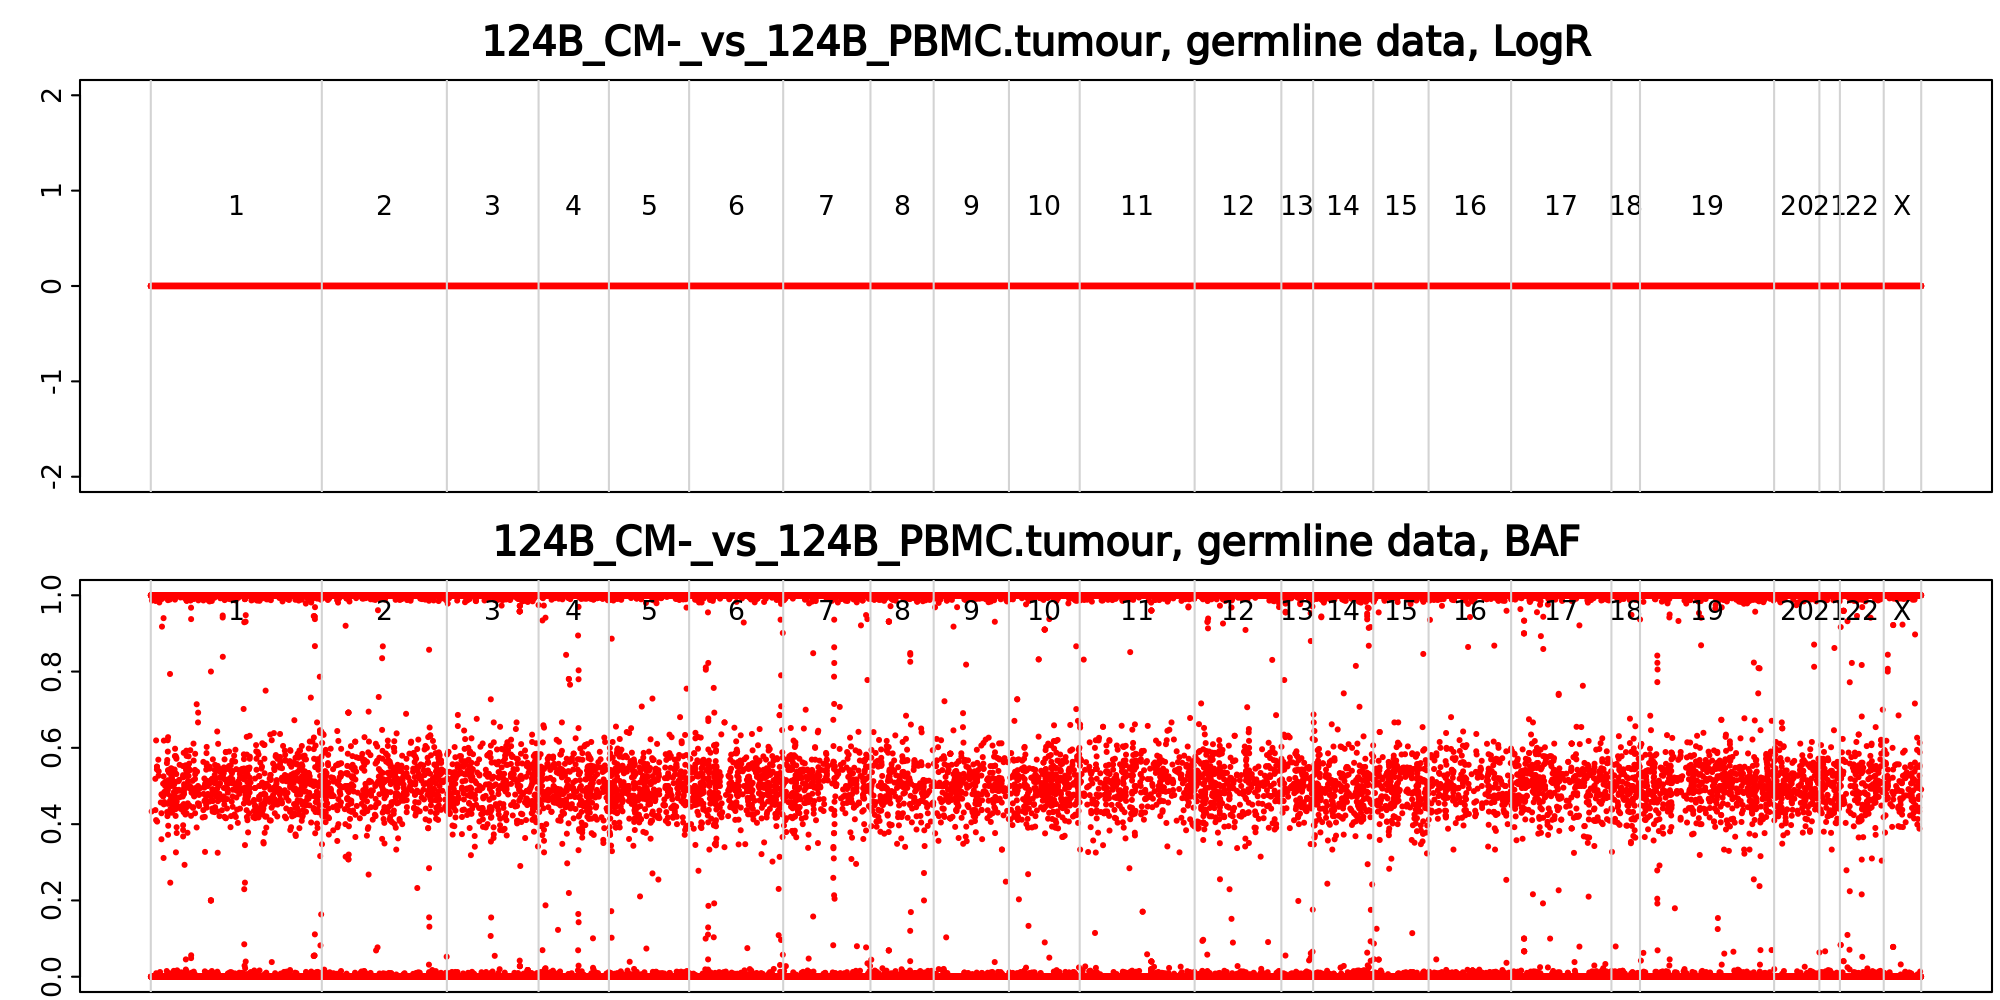 124B_CM-_vs_124B_PBMC.tumour, germline data, LogR
2
1
0
-1
-2
1 2 3 4 5 6 7 8 9 10 11 12 13 14 15 16 17 18 19 20 21 22 X
124B_CM-_vs_124B_PBMC.tumour, germline data, BAF
1.0
0.8
0.6
0.4
0.2
0.0
1 2 3 4 5 6 7 8 9 10 11 12 13 14 15 16 17 18 19 20 21 22 X